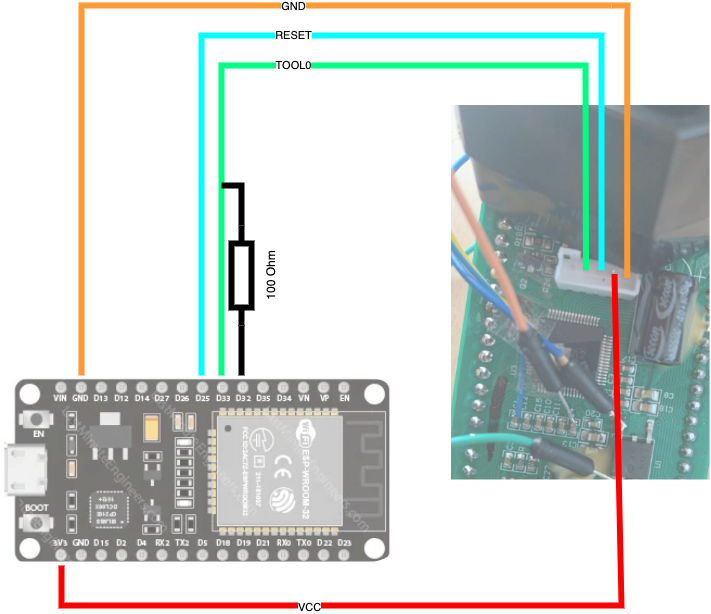 GND
RESET
TOOL0
100 Ohm
VIN GND D13 D12 D14 D27 D26 D25 D33 D32 D35 D34 VN VP EN
EN
WiFi ESP-WROOM-32
CE
BOOT
3V3 GND D15 D2 D4 RX2 TX2 D5 D18 D19 D21 RX0 TX0 D22 D23
VCC